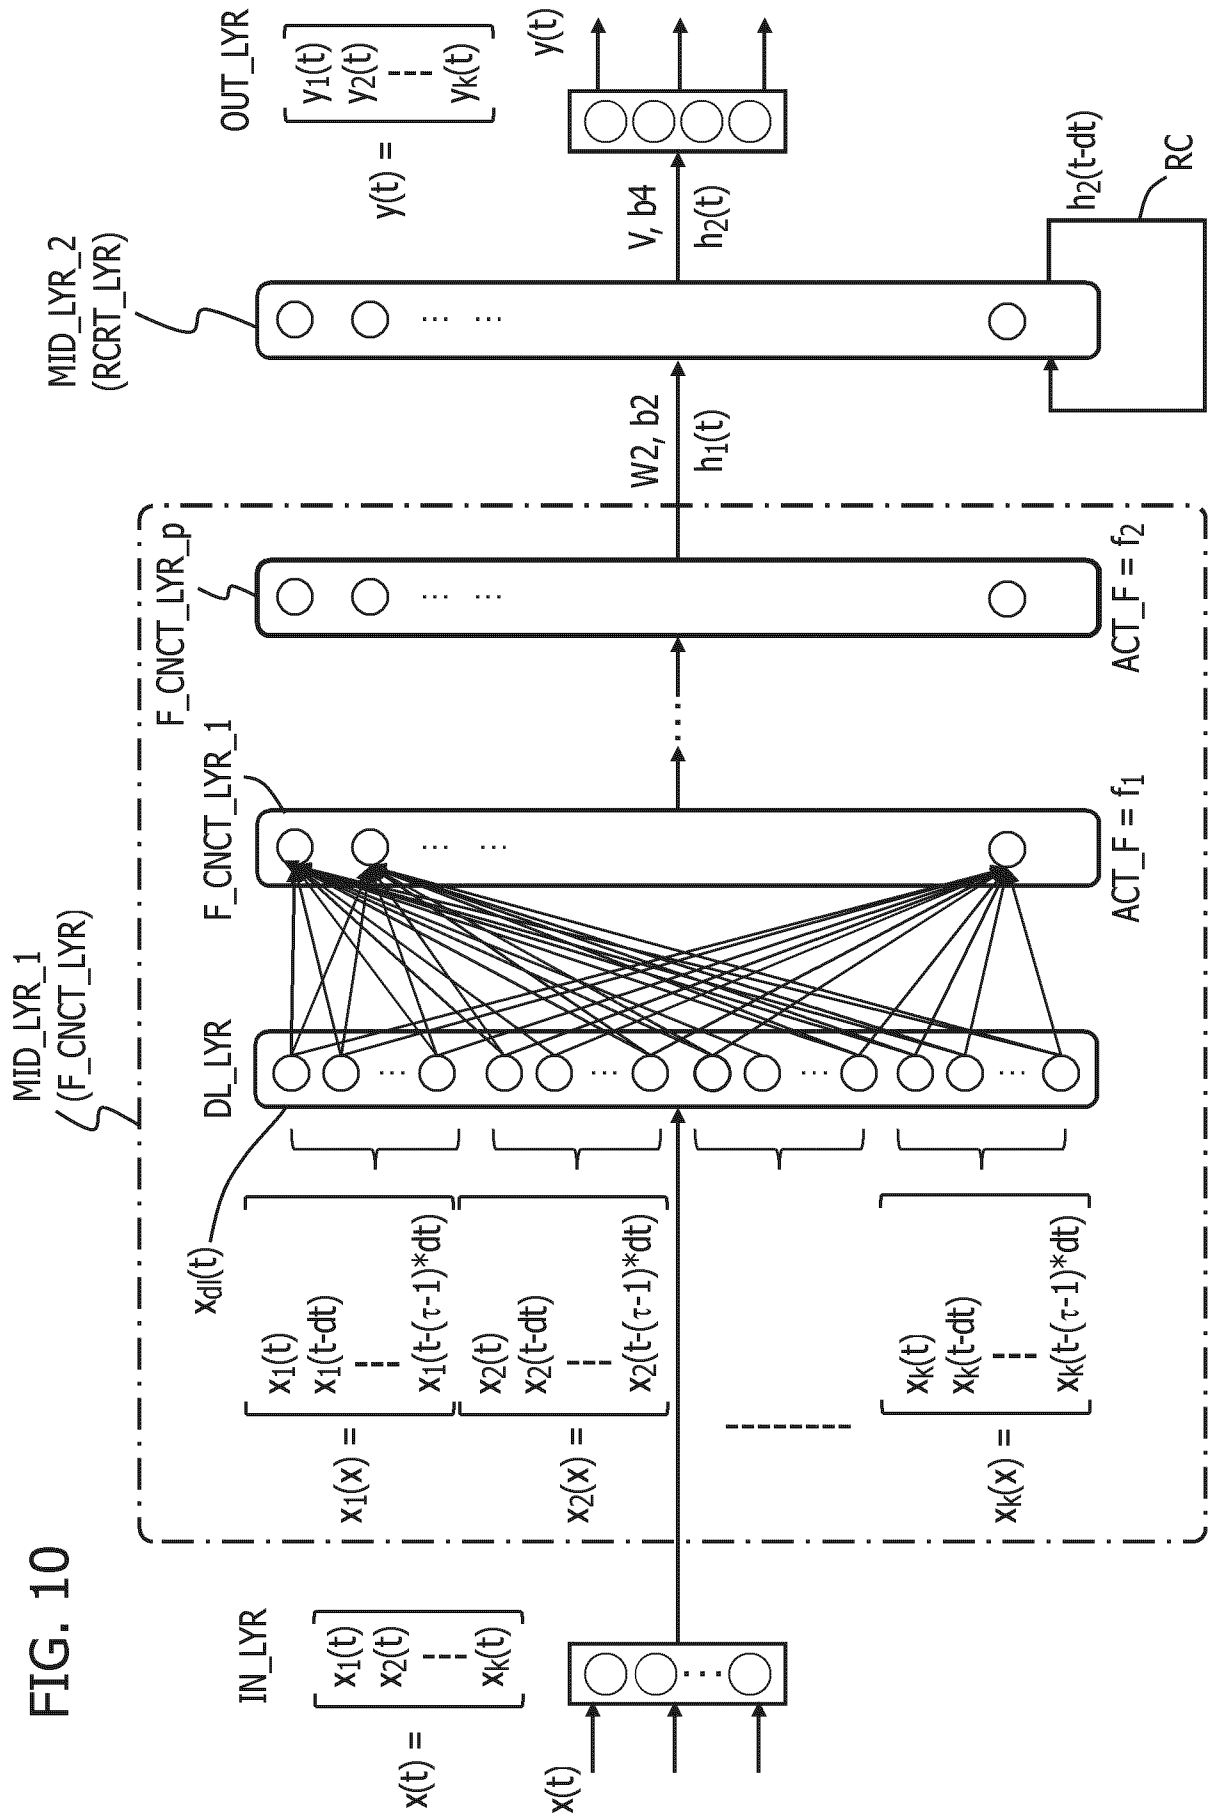 FIG. 10
IN_LYR
x(t) =
x1(t)
x2(t)
xk(t)
x(t)
MID_LYR_1
(F_CNCT_LYR)
xdl(t)
x1(x) =
x1(t)
x1(t-dt)
x1(t-(τ-1)*dt)
x2(x) =
x2(t)
x2(t-dt)
x2(t-(τ-1)*dt)
xk(x) =
xk(t)
xk(t-dt)
xk(t-(τ-1)*dt)
DL_LYR
...
...
...
...
F_CNCT_LYR_1
... ...
ACT_F = f1
...
F_CNCT_LYR_p
... ...
ACT_F = f2
W2, b2
h1(t)
MID_LYR_2
(RCRT_LYR)
... ...
h2(t-dt)
RC
V, b4
h2(t)
OUT_LYR
y(t) =
y1(t)
y2(t)
yk(t)
y(t)